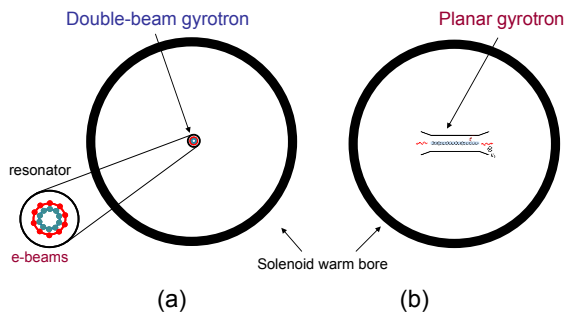 Double-beam gyrotron
Planar gyrotron
resonator
e-beams
Solenoid warm bore
(a)
(b)